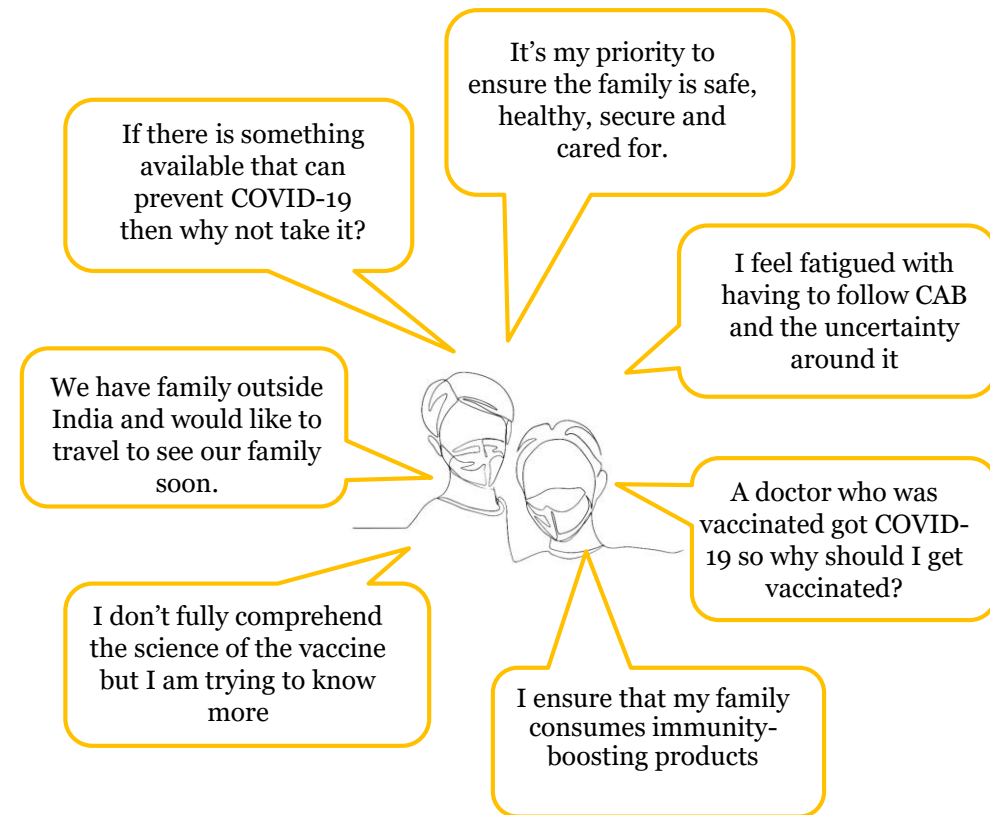 It’s my priority to
ensure the family is safe,
healthy, secure and
cared for.
If there is something
available that can
prevent COVID-19
then why not take it?
I feel fatigued with
having to follow CAB
and the uncertainty
around it
We have family outside
India and would like to
travel to see our family
soon.
A doctor who was
vaccinated got COVID-
19 so why should I get
vaccinated?
I don’t fully comprehend
the science of the vaccine
but I am trying to know
more
I ensure that my family
consumes immunity-
boosting products